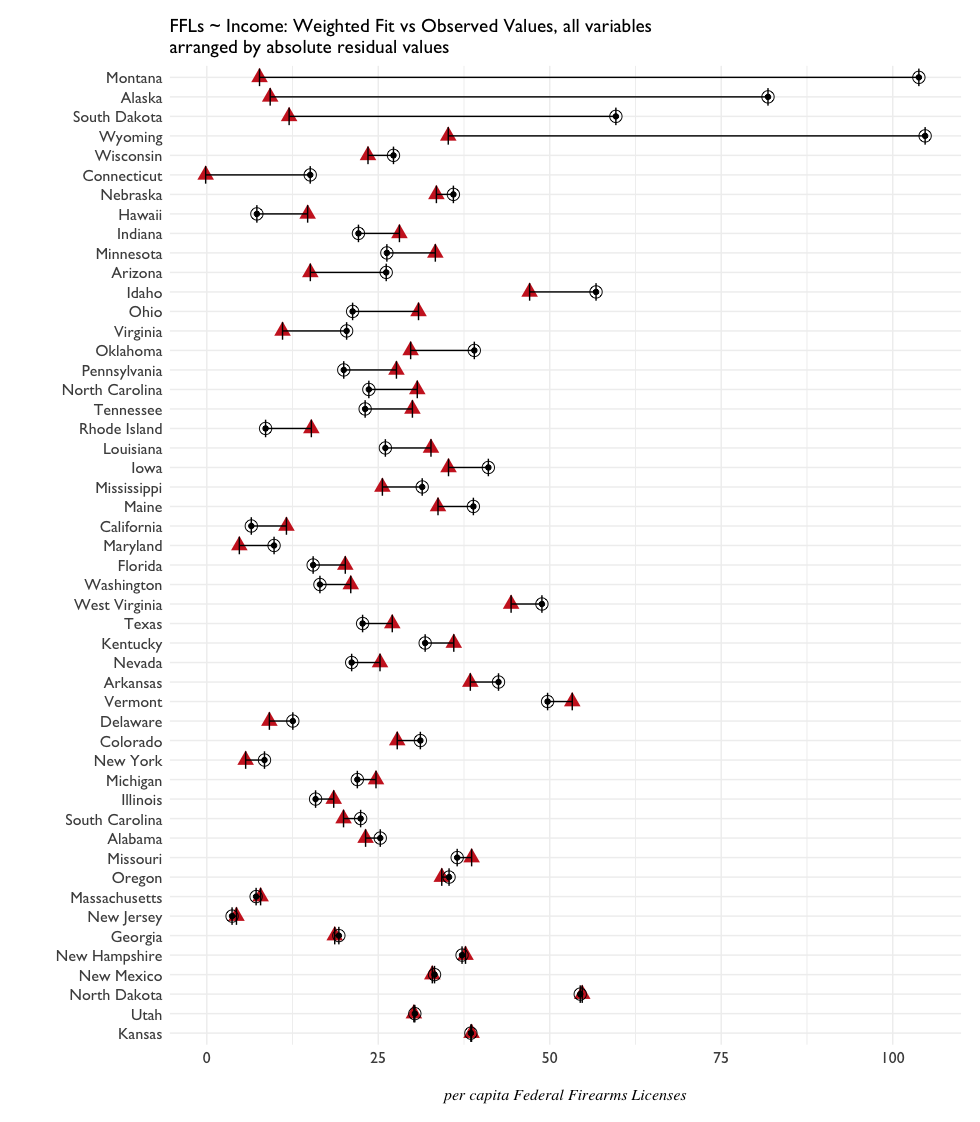 FFLs ~ Income: Weighted Fit vs Observed Values, all variables
arranged by absolute residual values
Montana
Alaska
South Dakota
Wyoming
Wisconsin
Connecticut
Nebraska
Hawaii
Indiana
Minnesota
Arizona
Idaho
Ohio
Virginia
Oklahoma
Pennsylvania
North Carolina
Tennessee
Rhode Island
Louisiana
Iowa
Mississippi
Maine
California
Maryland
Florida
Washington
West Virginia
Texas
Kentucky
Nevada
Arkansas
Vermont
Delaware
Colorado
New York
Michigan
Illinois
South Carolina
Alabama
Missouri
Oregon
Massachusetts
New Jersey
Georgia
New Hampshire
New Mexico
North Dakota
Utah
Kansas
0 25 50 75 100
per capita Federal Firearms Licenses